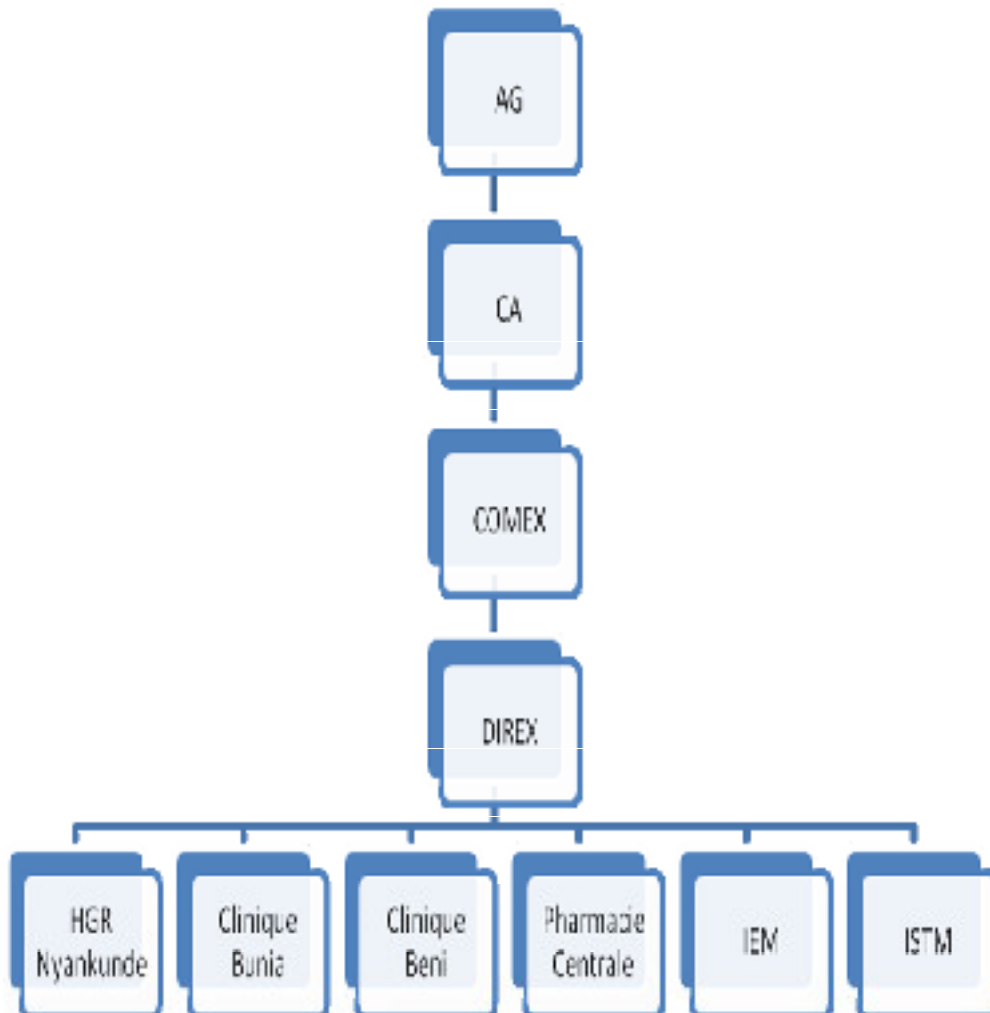 AG
CA
COMEX
DIREX
HGR
Nyankunde
Clinique
Bunia
Clinique
Beni
Pharmacie
Centrale
IEM
ISTM